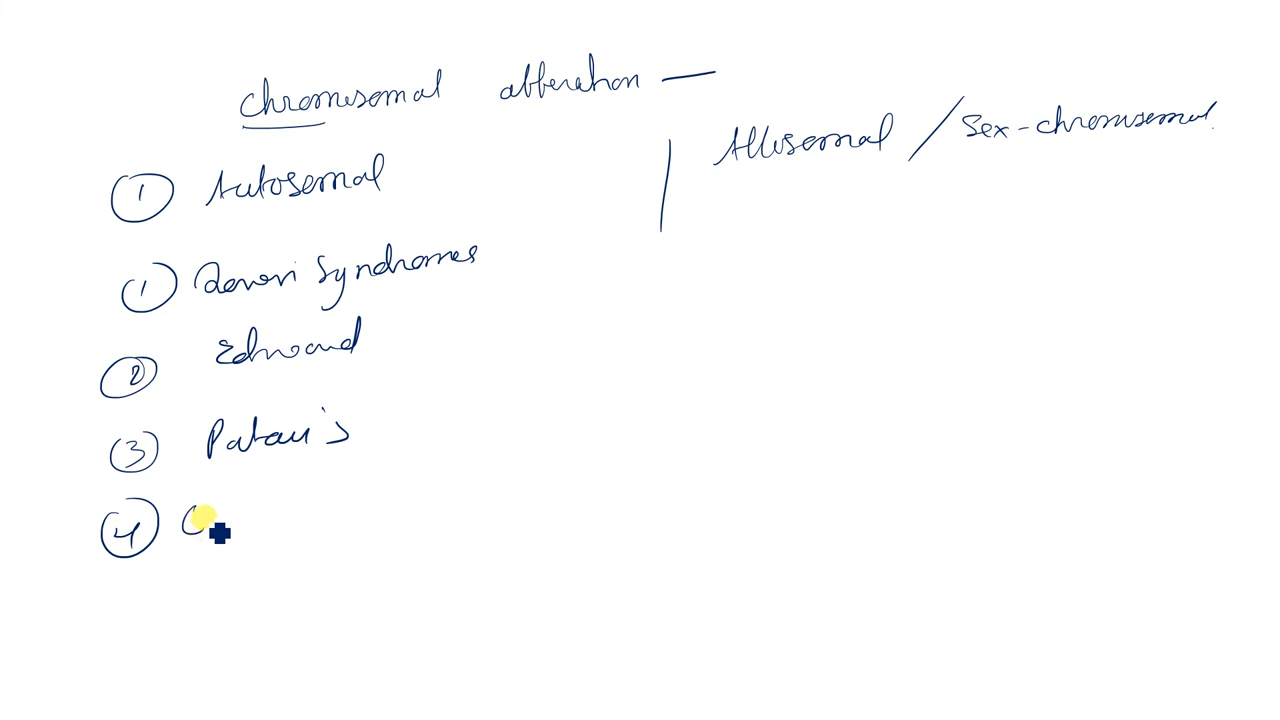 Chromosomal abberation —
Allosomal / Sex-chromosomal
① Autosomal
① Down Syndromes
② Edward
③ Patau's
④ C